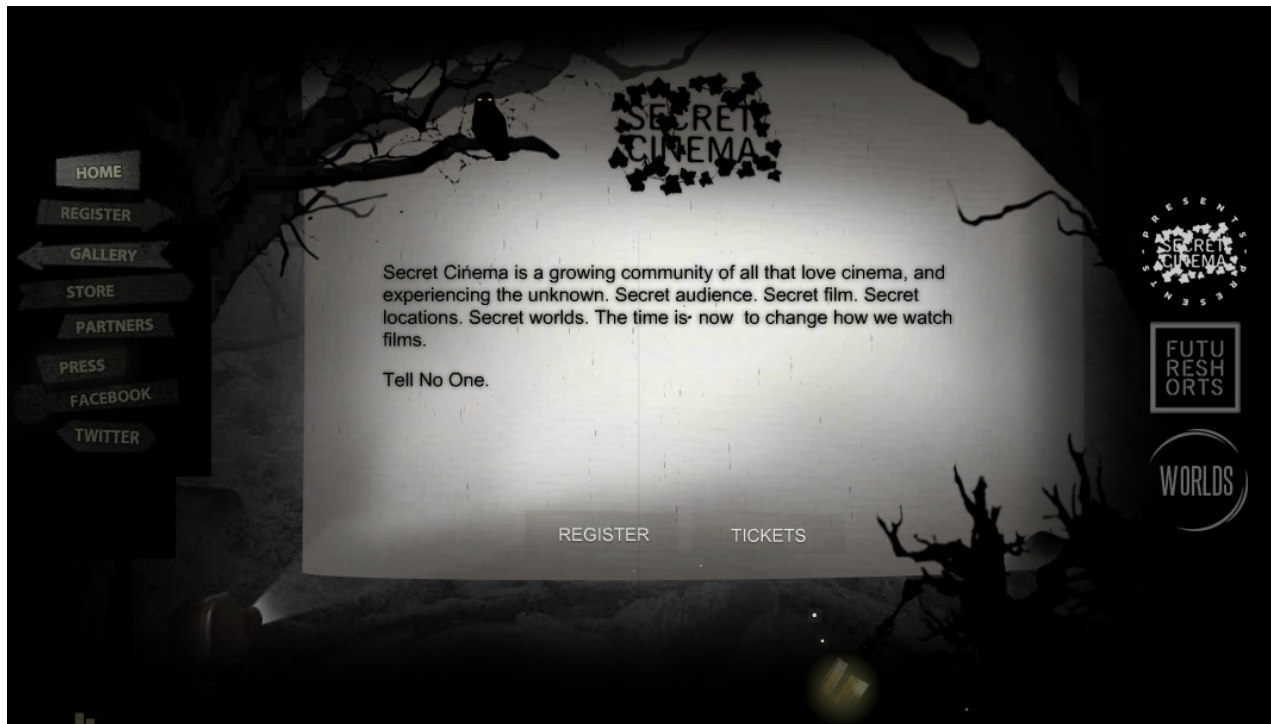 SECRET
CINEMA
HOME
REGISTER
GALLERY
STORE
PARTNERS
PRESS
FACEBOOK
TWITTER
Secret Cinema is a growing community of all that love cinema, and
experiencing the unknown. Secret audience. Secret film. Secret
locations. Secret worlds. The time is now to change how we watch
films.
Tell No One.
REGISTER
TICKETS
PRESENTS · PRESENTS
SECRET
CINEMA
FUTU
RESH
ORTS
WORLDS